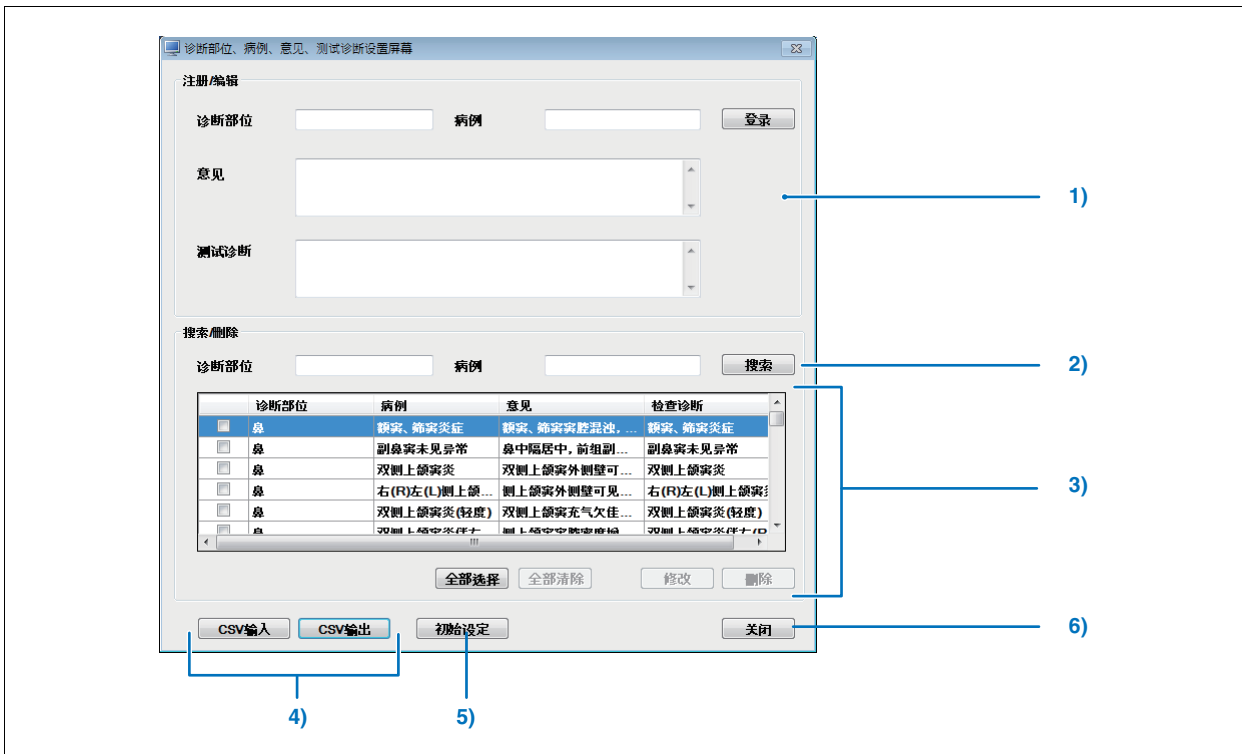 诊断部位、病例、意见、测试诊断设置屏幕
注册/编辑
诊断部位 病例 登录
意见
1)
测试诊断
搜索/删除
诊断部位 病例 搜索 2)
诊断部位 病例 意见 检查诊断
鼻 额窦、筛窦炎症 额窦、筛窦窦腔混浊, ... 额窦、筛窦炎症
鼻 副鼻窦未见异常 鼻中隔居中, 前组副... 副鼻窦未见异常
鼻 双侧上颌窦炎 双侧上颌窦外侧壁可... 双侧上颌窦炎
3)
鼻 右(R)左(L)侧上颌... 侧上颌窦外侧壁可见... 右(R)左(L)侧上颌窦
鼻 双侧上颌窦炎(轻度) 双侧上颌窦充气欠佳... 双侧上颌窦炎(轻度)
全部选择 全部清除 修改 删除
CSV输入 CSV输出 初始设定 关闭 6)
4) 5)